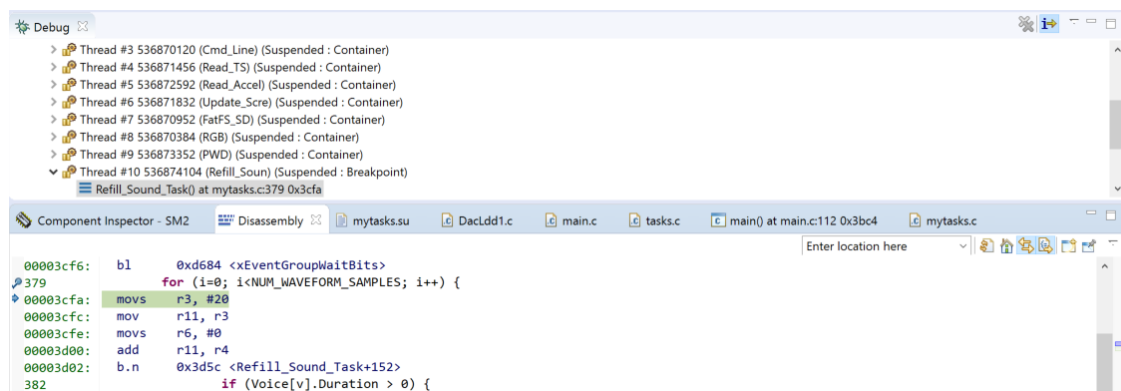 Debug
> Thread #3 536870120 (Cmd_Line) (Suspended : Container)
> Thread #4 536871456 (Read_TS) (Suspended : Container)
> Thread #5 536872592 (Read_Accel) (Suspended : Container)
> Thread #6 536871832 (Update_Scre) (Suspended : Container)
> Thread #7 536870952 (FatFS_SD) (Suspended : Container)
> Thread #8 536870384 (RGB) (Suspended : Container)
> Thread #9 536873352 (PWD) (Suspended : Container)
Thread #10 536874104 (Refill_Soun) (Suspended : Breakpoint)
Refill_Sound_Task() at mytasks.c:379 0x3cfa
Component Inspector - SM2 Disassembly mytasks.su DacLdd1.c main.c tasks.c main() at main.c:112 0x3bc4 mytasks.c
Enter location here
00003cf6: bl 0xd684 <xEventGroupWaitBits>
379 for (i=0; i<NUM_WAVEFORM_SAMPLES; i++) {
00003cfa: movs r3, #20
00003cfc: mov r11, r3
00003cfe: movs r6, #0
00003d00: add r11, r4
00003d02: b.n 0x3d5c <Refill_Sound_Task+152>
382 if (Voice[v].Duration > 0) {